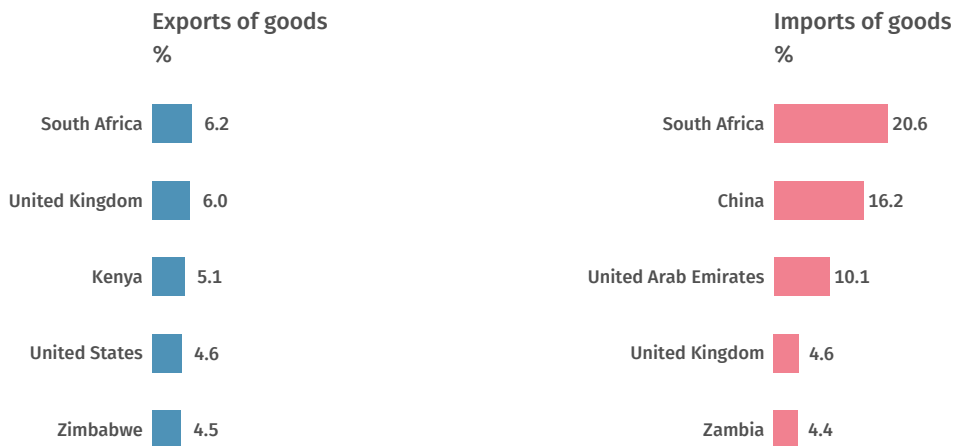 Exports of goods
%
South Africa 6.2
United Kingdom 6.0
Kenya 5.1
United States 4.6
Zimbabwe 4.5
Imports of goods
%
South Africa 20.6
China 16.2
United Arab Emirates 10.1
United Kingdom 4.6
Zambia 4.4